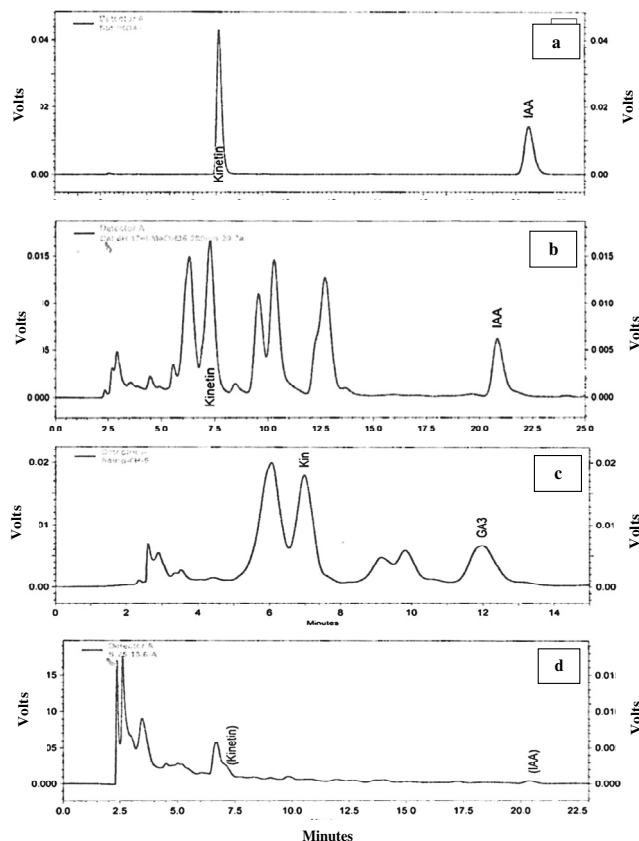 Detector A
a
0.04
0.04
0.02
0.00
0.00
Volts
Volts
Kinetin
IAA
Detector A
b
0.015
0.015
0.010
0.005
0.000
0.000
Volts
Volts
Kinetin
IAA
0.0 2.5 5.0 7.5 10.0 12.5 15.0 17.5 20.0 22.5 25.0
c
0.02
0.02
0.01
0.00
0.00
Volts
Volts
Kin
GA3
0 2 4 6 8 10 12 14
Minutes
Detector A
d
15
10
05
0.000
0.000
Volts
Volts
(Kinetin)
(IAA)
0.0 2.5 5.0 7.5 10.0 12.5 15.0 17.5 20.0 22.5
Minutes